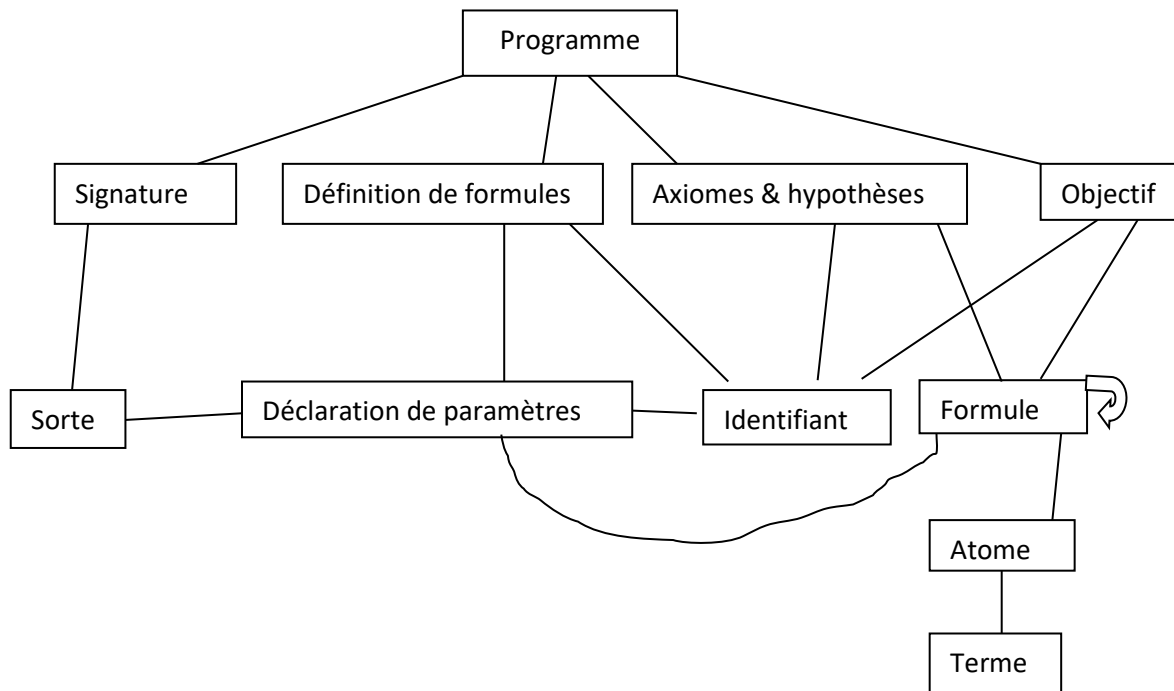 Programme
Signature
Définition de formules
Axiomes & hypothèses
Objectif
Sorte
Déclaration de paramètres
Identifiant
Formule
Atome
Terme